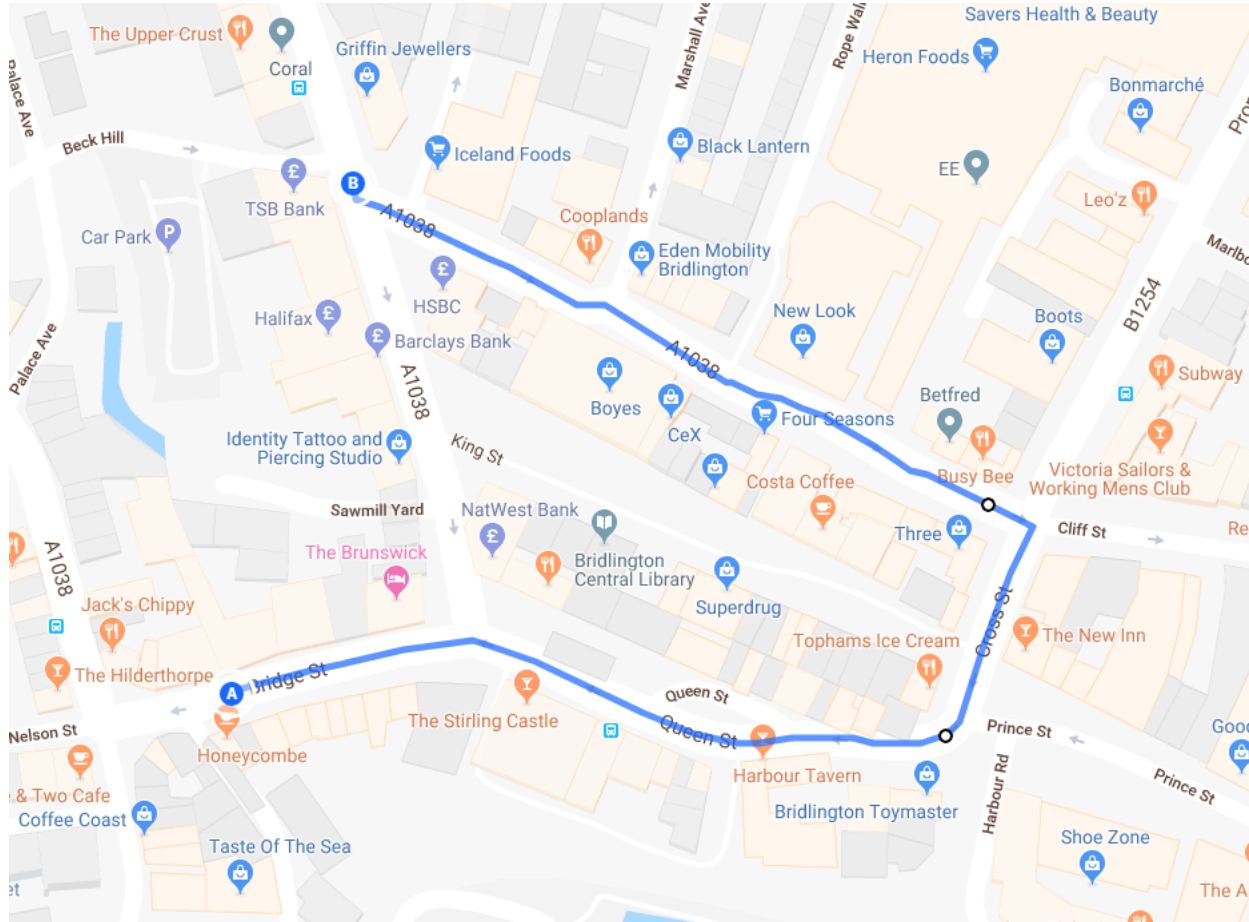 The Upper Crust
Coral
Griffin Jewellers
Marshall Ave
Savers Health & Beauty
Heron Foods
Bonmarché
Palace Ave
Beck Hill
Iceland Foods
Black Lantern
EE
TSB Bank
B
A1038
Cooplands
Leo'z
Car Park
P
HSBC
Eden Mobility
Bridlington
B1254
Halifax
Barclays Bank
New Look
Boots
Palace Ave
A1038
A1038
Subway
Boyes
CeX
Four Seasons
Betfred
Identity Tattoo and
Piercing Studio
King St
Busy Bee
Victoria Sailors &
Working Mens Club
Costa Coffee
Sawmill Yard
NatWest Bank
Three
Cliff St
The Brunswick
Bridlington
Central Library
A1038
Superdrug
Cross St
Jack's Chippy
Tophams Ice Cream
The New Inn
The Hilderthorpe
A
Bridge St
Queen St
The Stirling Castle
Queen St
Prince St
Nelson St
Honeycombe
Harbour Tavern
Harbour Rd
Prince St
& Two Cafe
Coffee Coast
Bridlington Toymaster
Taste Of The Sea
Shoe Zone